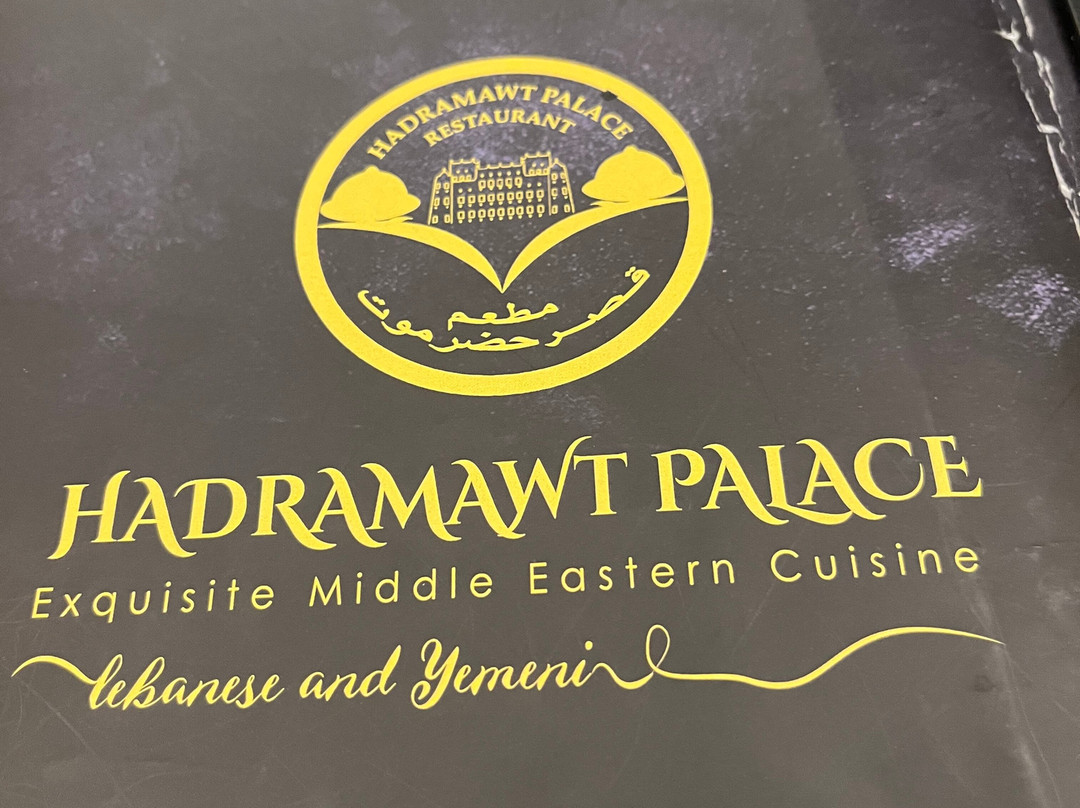 HADRAMAWT PALACE
RESTAURANT
مطعم
قصر حضرموت
HADRAMAWT PALACE
Exquisite Middle Eastern Cuisine
lebanese and Yemeni